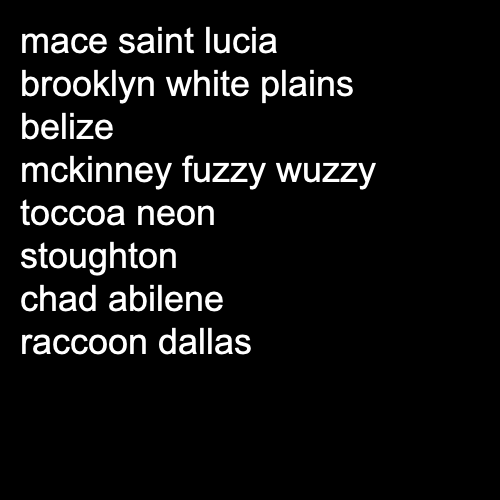 mace saint lucia
brooklyn white plains
belize
mckinney fuzzy wuzzy
toccoa neon
stoughton
chad abilene
raccoon dallas